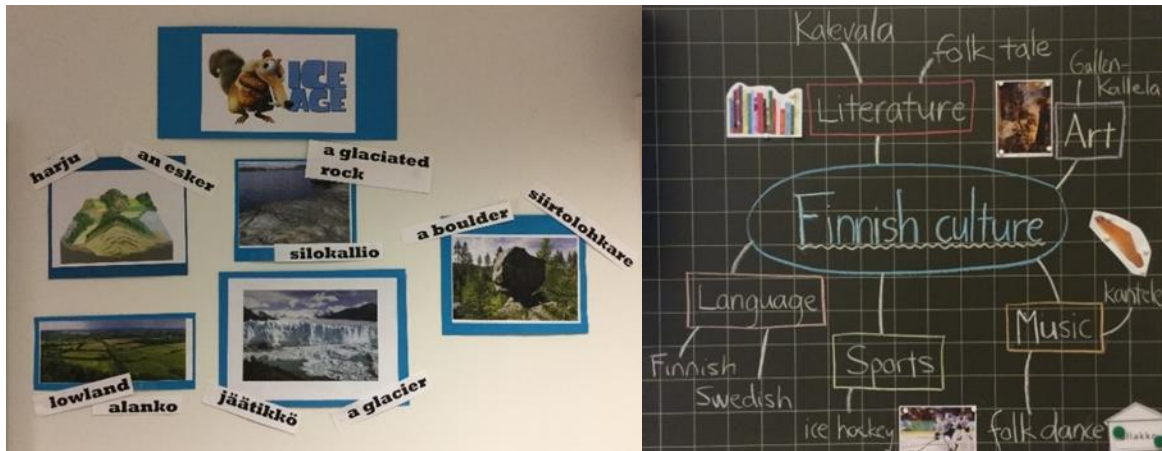 ICE
AGE
harju
an esker
a glaciated
rock
silokallio
a boulder
siirtolohkare
lowland
alanko
jäätikkö
a glacier
Kalevala
folk tale
Literature
Gallen-
Kallela
Art
Finnish culture
Language
Finnish
Swedish
Sports
ice hockey
Music
kantele
folk dance